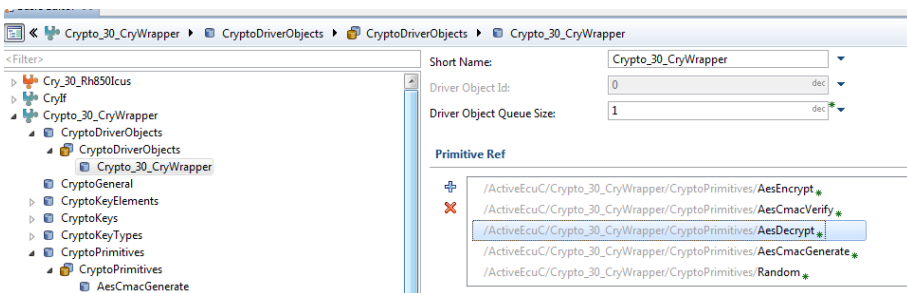 Crypto_30_CryWrapper CryptoDriverObjects CryptoDriverObjects Crypto_30_CryWrapper
<Filter>
Cry_30_Rh850Icus
CryIf
Crypto_30_CryWrapper
CryptoDriverObjects
CryptoDriverObjects
Crypto_30_CryWrapper
CryptoGeneral
CryptoKeyElements
CryptoKeys
CryptoKeyTypes
CryptoPrimitives
CryptoPrimitives
AesCmacGenerate
Short Name: Crypto_30_CryWrapper
Driver Object Id: 0 dec
Driver Object Queue Size: 1 dec
Primitive Ref
/ActiveEcuC/Crypto_30_CryWrapper/CryptoPrimitives/AesEncrypt
/ActiveEcuC/Crypto_30_CryWrapper/CryptoPrimitives/AesCmacVerify
/ActiveEcuC/Crypto_30_CryWrapper/CryptoPrimitives/AesDecrypt
/ActiveEcuC/Crypto_30_CryWrapper/CryptoPrimitives/AesCmacGenerate
/ActiveEcuC/Crypto_30_CryWrapper/CryptoPrimitives/Random